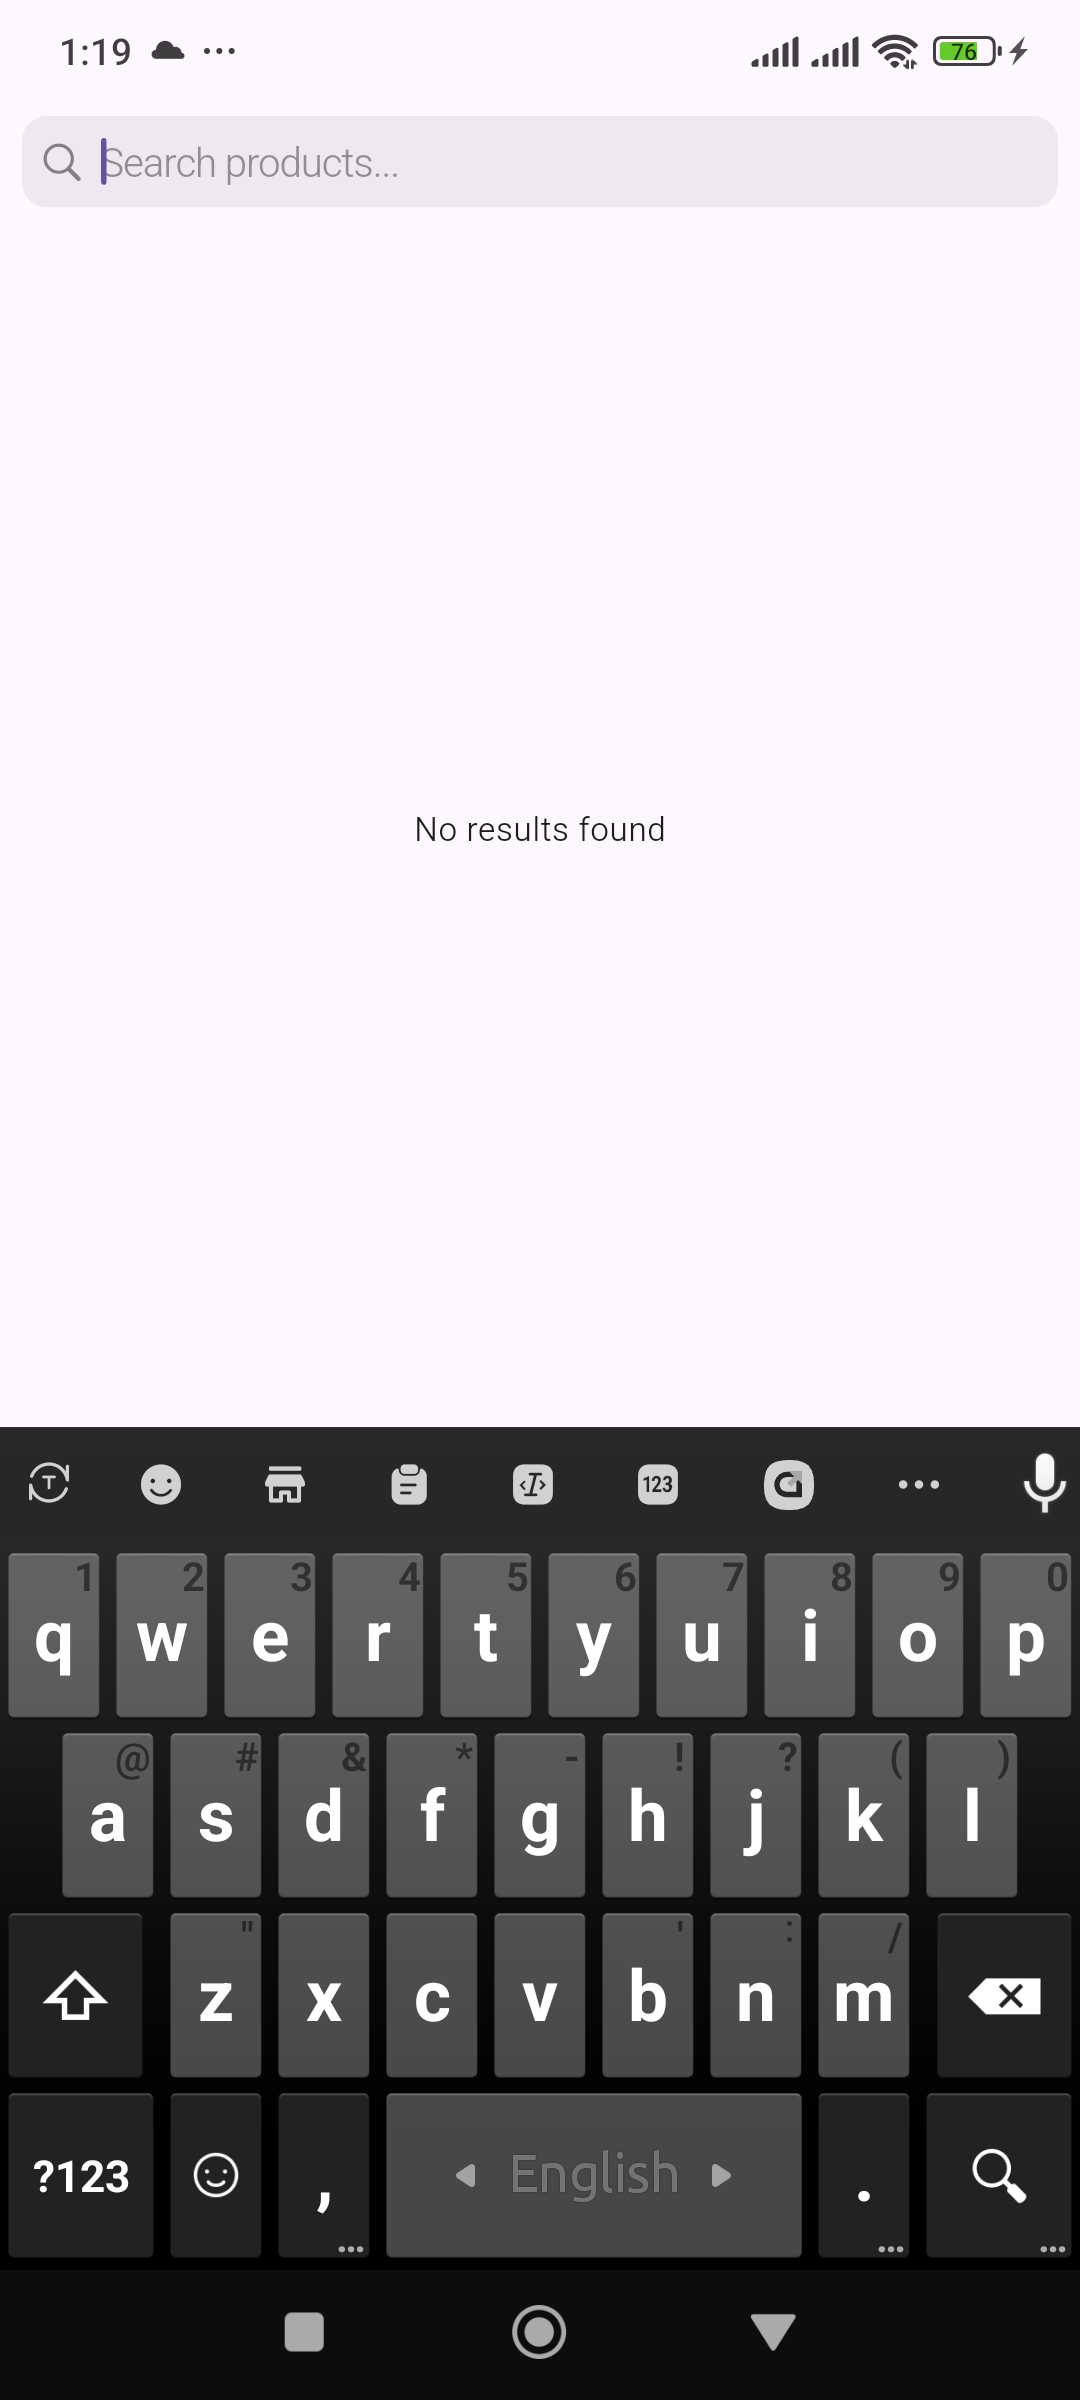 1:19 ... 76
Search products...
No results found
123
1 2 3 4 5 6 7 8 9 0
q w e r t y u i o p
@ # & * - ! ? ( )
a s d f g h j k l
" ' : /
z x c v b n m
?123 , English .